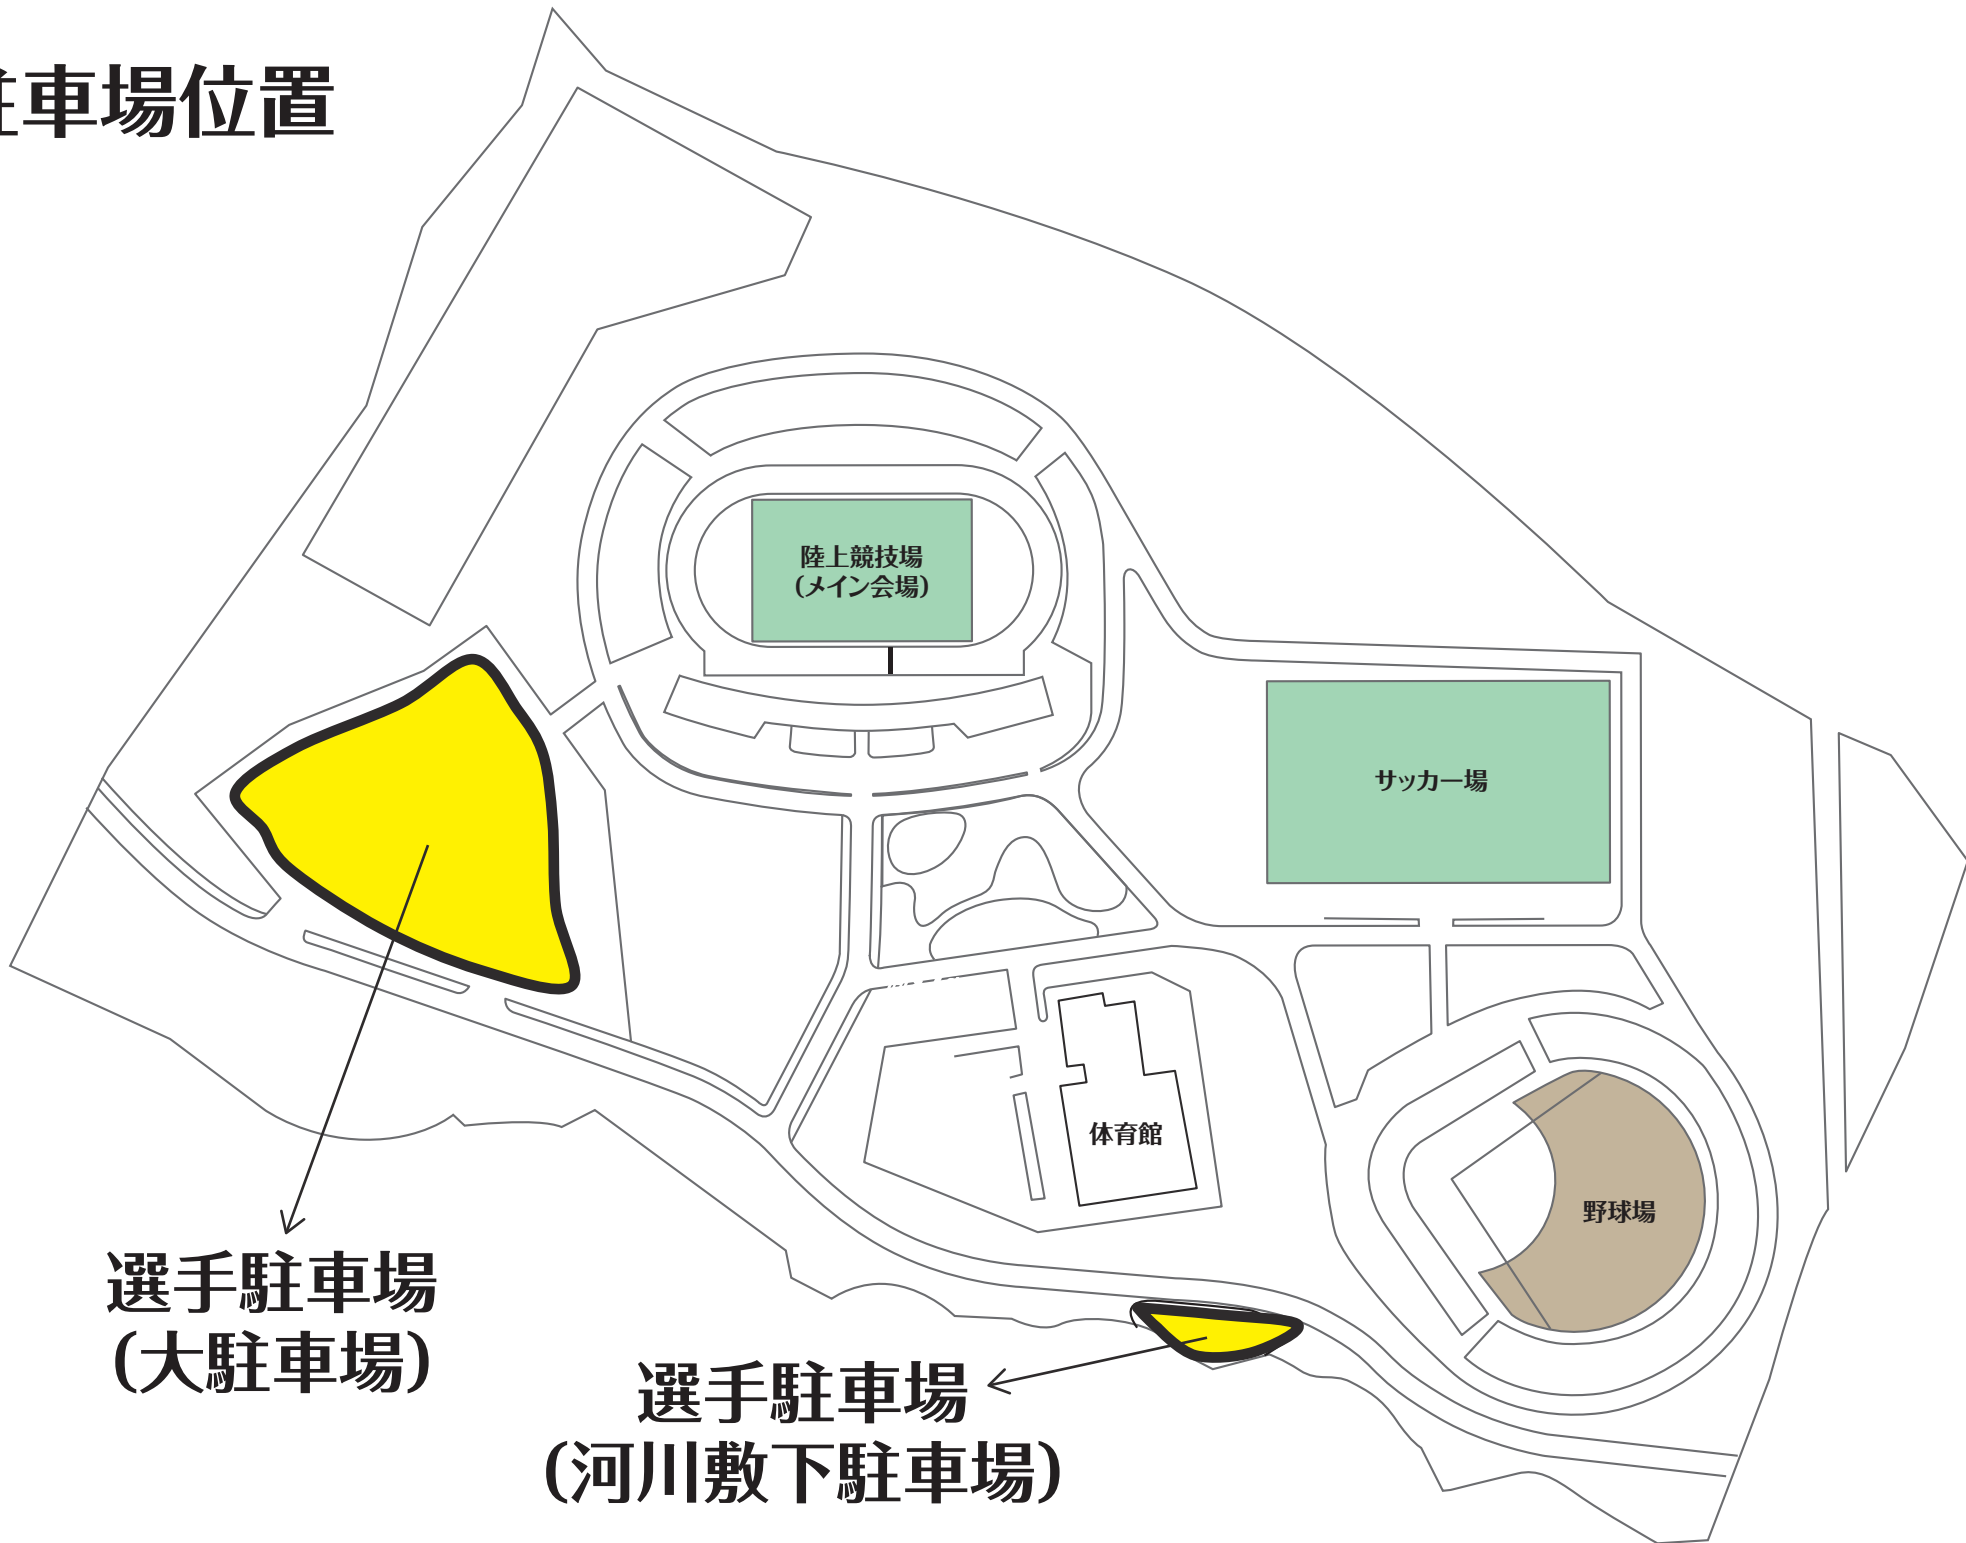 車場位置
陸上競技場
(メイン会場)
サッカー場
体育館
野球場
選手駐車場
(大駐車場)
選手駐車場
(河川敷下駐車場)